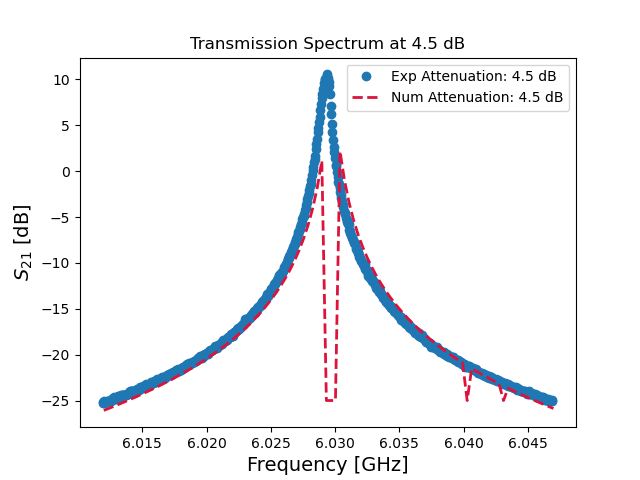 Transmission Spectrum at 4.5 dB
Exp Attenuation: 4.5 dB
Num Attenuation: 4.5 dB
S21 [dB]
10
5
0
−5
−10
−15
−20
−25
6.015 6.020 6.025 6.030 6.035 6.040 6.045
Frequency [GHz]